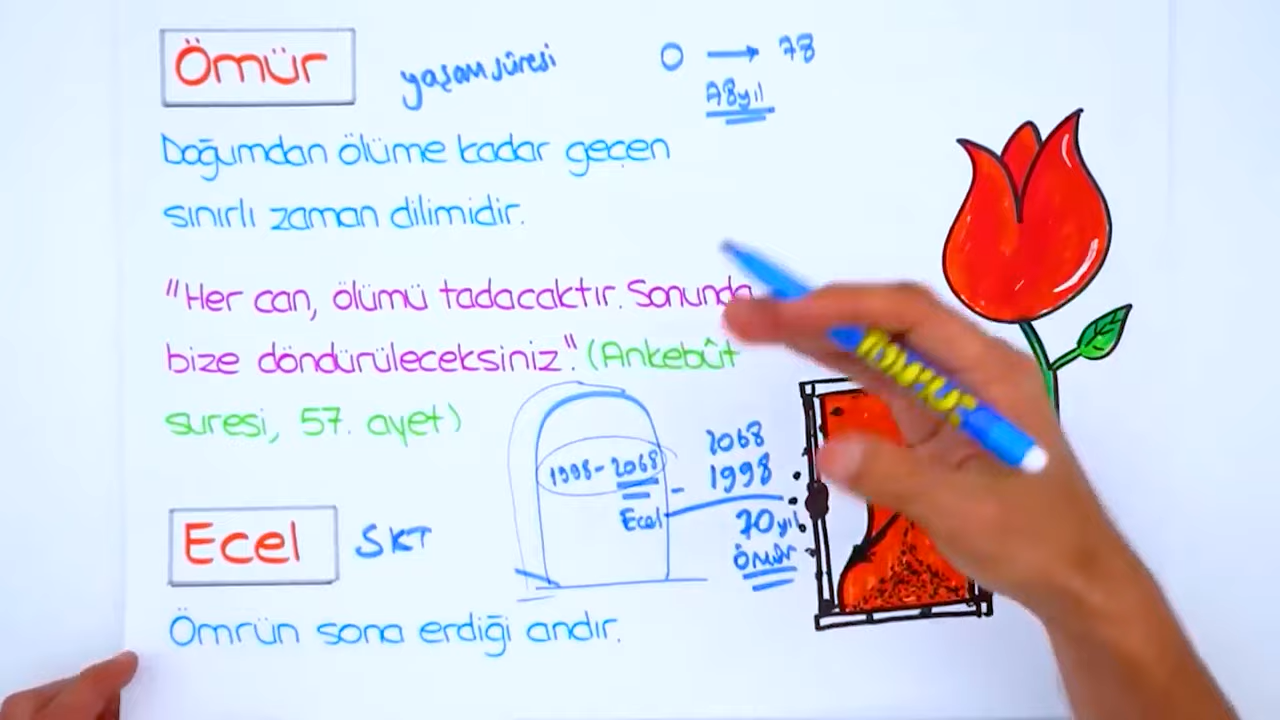 Ömür
yaşam süresi
0 → 78
78 yıl
Doğumdan ölüme kadar geçen
sınırlı zaman dilimidir.
"Her can, ölümü tadacaktır. Sonunda
bize döndürüleceksiniz." (Ankebût
suresi, 57. ayet)
1998 - 2068
Ecel
2068
- 1998
70 yıl
Ömür
Ecel
SKT
Ömrün sona erdiği andır.